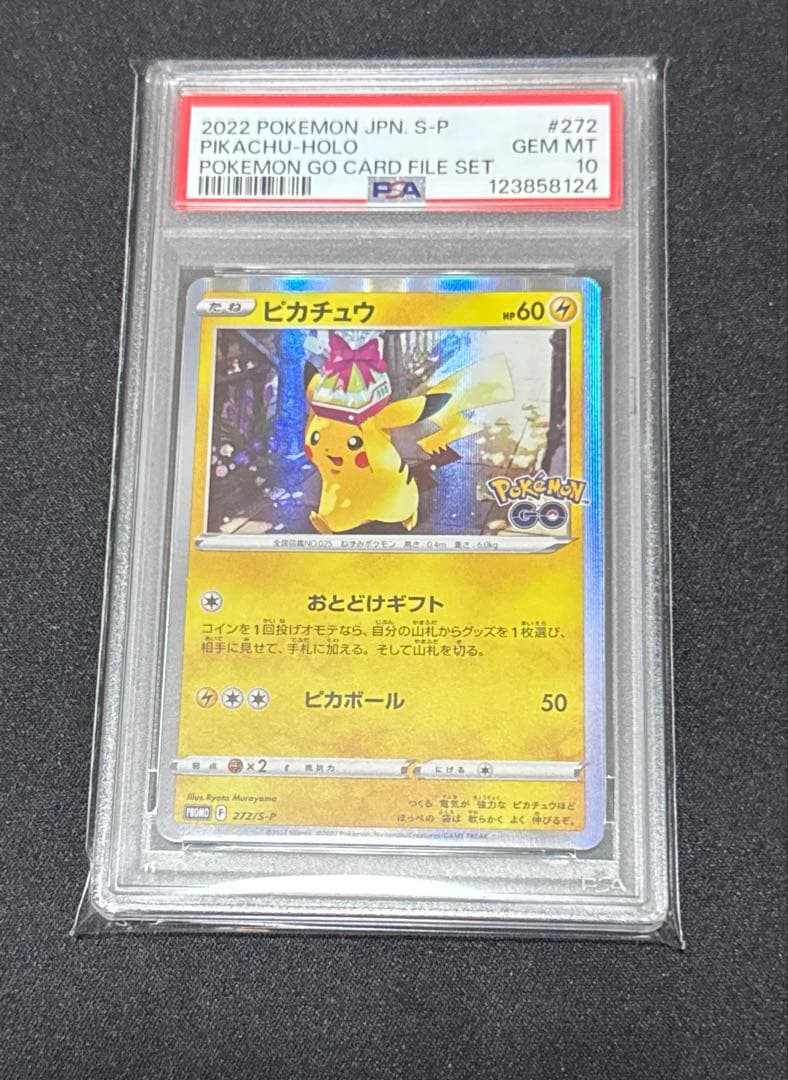 2022 POKEMON JPN. S-P #272
PIKACHU-HOLO GEM MT
POKEMON GO CARD FILE SET 10
PSA 123858124
たね ピカチュウ HP60
Pokémon GO
全国図鑑NO.025 ねずみポケモン 高さ:0.4m 重さ:6.0kg
おとどけギフト
コインを1回投げオモテなら、自分の山札からグッズを1枚選び、
相手に見せて、手札に加える。そして山札を切る。
ピカボール 50
弱点 ×2 抵抗力 にげる
Illus. Ryota Murayama
つくる 電気が 強力な ピカチュウほど
PROMO F 272/S-P ほっぺの 袋は 軟らかく よく 伸びるぞ。
©2022 Pokémon/Nintendo/Creatures/GAME FREAK
PSA